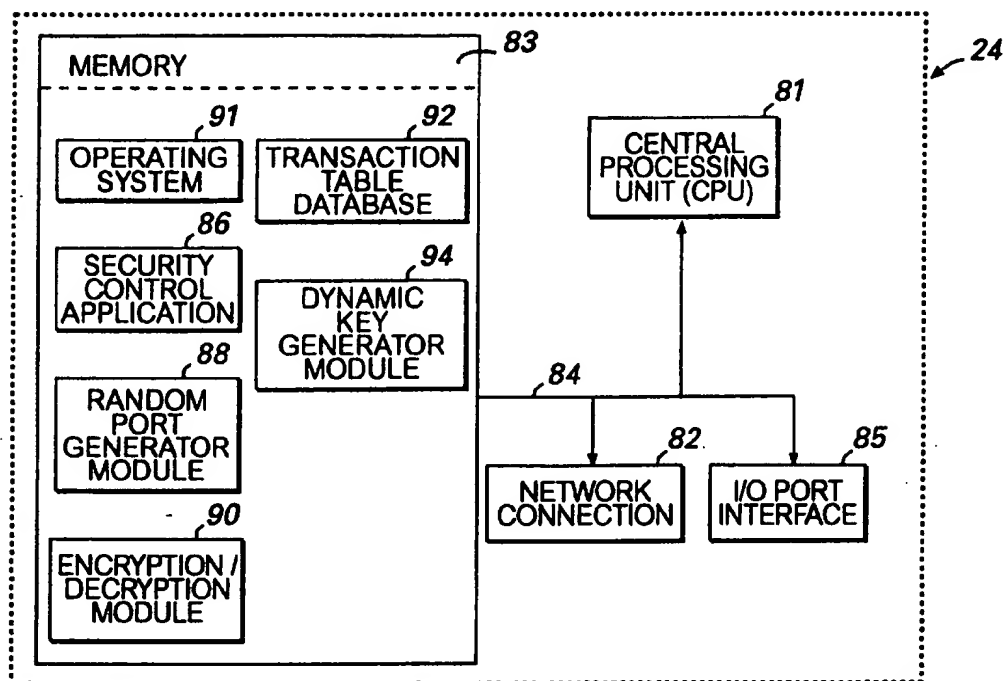 MEMORY
83
24
91
OPERATING
SYSTEM
92
TRANSACTION
TABLE
DATABASE
81
CENTRAL
PROCESSING
UNIT (CPU)
86
SECURITY
CONTROL
APPLICATION
94
DYNAMIC
KEY
GENERATOR
MODULE
88
RANDOM
PORT
GENERATOR
MODULE
84
82
NETWORK
CONNECTION
85
I/O PORT
INTERFACE
90
ENCRYPTION /
DECRYPTION
MODULE